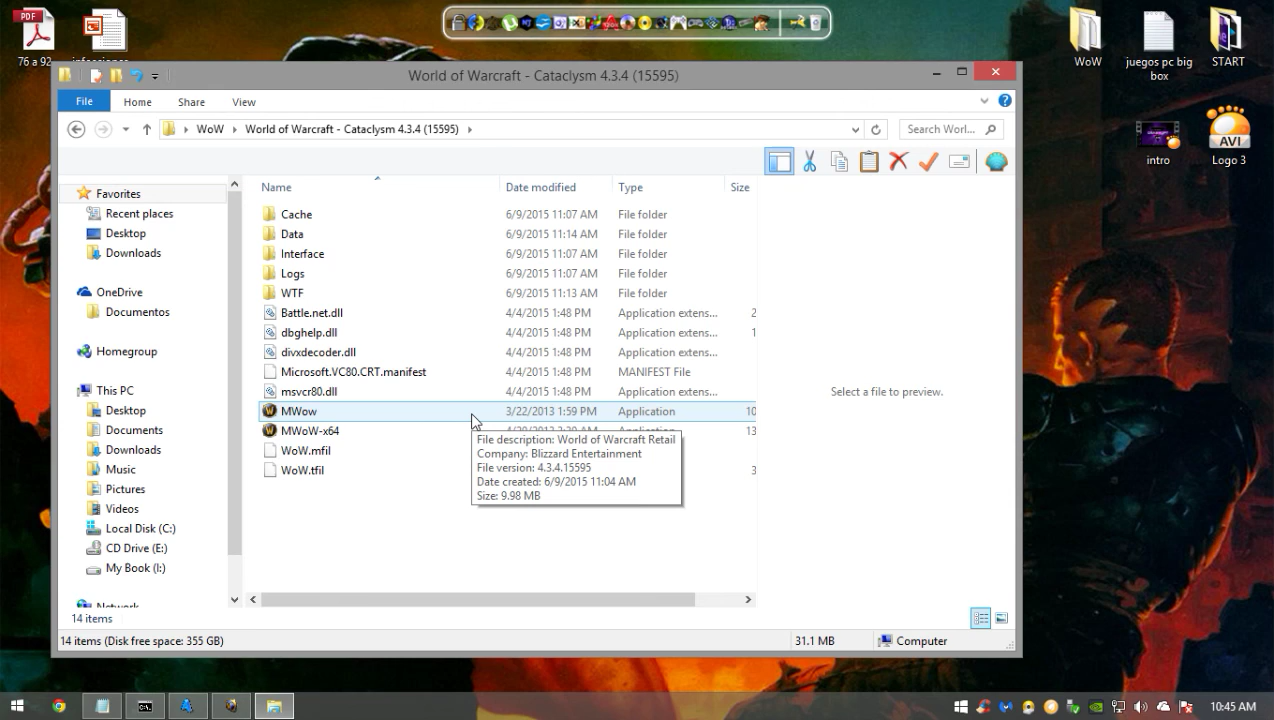 PDF
76 a 92
WoW
juegos pc big
box
START
AVI
intro
Logo 3
World of Warcraft - Cataclysm 4.3.4 (15595)
File
Home
Share
View
WoW
World of Warcraft - Cataclysm 4.3.4 (15595)
Search Worl...
Favorites
Recent places
Desktop
Downloads
OneDrive
Documentos
Homegroup
This PC
Desktop
Documents
Downloads
Music
Pictures
Videos
Local Disk (C:)
CD Drive (E:)
My Book (I:)
Network
Name Date modified Type Size
Cache 6/9/2015 11:07 AM File folder
Data 6/9/2015 11:14 AM File folder
Interface 6/9/2015 11:07 AM File folder
Logs 6/9/2015 11:07 AM File folder
WTF 6/9/2015 11:13 AM File folder
Battle.net.dll 4/4/2015 1:48 PM Application extens... 2
dbghelp.dll 4/4/2015 1:48 PM Application extens... 1
divxdecoder.dll 4/4/2015 1:48 PM Application extens...
Microsoft.VC80.CRT.manifest 4/4/2015 1:48 PM MANIFEST File
msvcr80.dll 4/4/2015 1:48 PM Application extens...
MWow 3/22/2013 1:59 PM Application 10
MWoW-x64 Application 13
WoW.mfil
WoW.tfil 3
File description: World of Warcraft Retail
Company: Blizzard Entertainment
File version: 4.3.4.15595
Date created: 6/9/2015 11:04 AM
Size: 9.98 MB
Select a file to preview.
14 items
14 items (Disk free space: 355 GB)
31.1 MB
Computer
10:45 AM